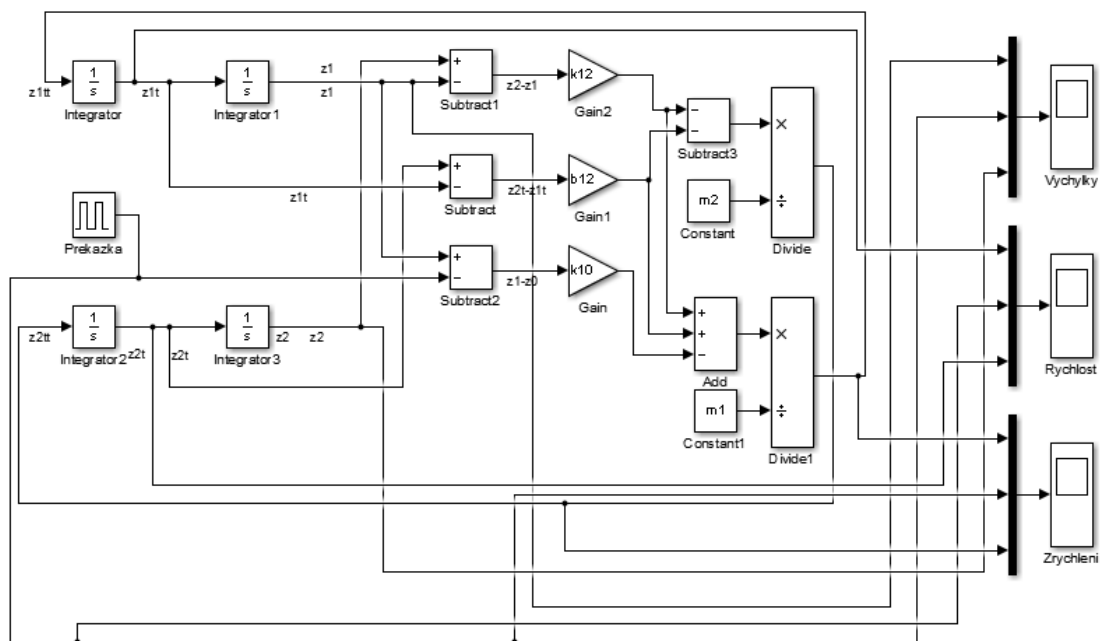 z1tt
1
s
Integrator
z1t
1
s
Integrator1
z1
z1
+
−
Subtract1
z2-z1
k12
Gain2
−
−
Subtract3
×
÷
Divide
Vychylky
z1t
+
−
Subtract
z2t-z1t
b12
Gain1
m2
Constant
Prekazka
+
−
Subtract2
z1-z0
k10
Gain
z2tt
1
s
Integrator2
z2t
z2t
1
s
Integrator3
z2
z2
+
+
−
Add
×
÷
Divide1
m1
Constant1
Rychlost
Zrychleni